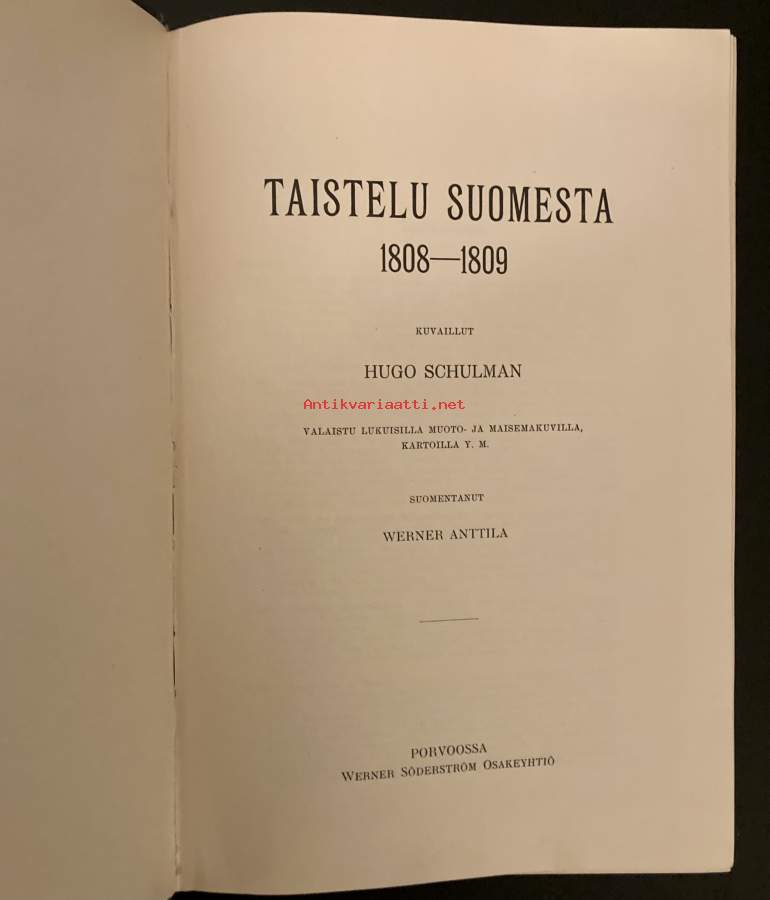 TAISTELU SUOMESTA
1808—1809
KUVAILLUT
HUGO SCHULMAN
Antikvariaatti.net
VALAISTU LUKUISILLA MUOTO- JA MAISEMAKUVILLA,
KARTOILLA Y. M.
SUOMENTANUT
WERNER ANTTILA
PORVOOSSA
WERNER SÖDERSTRÖM OSAKEYHTIÖ